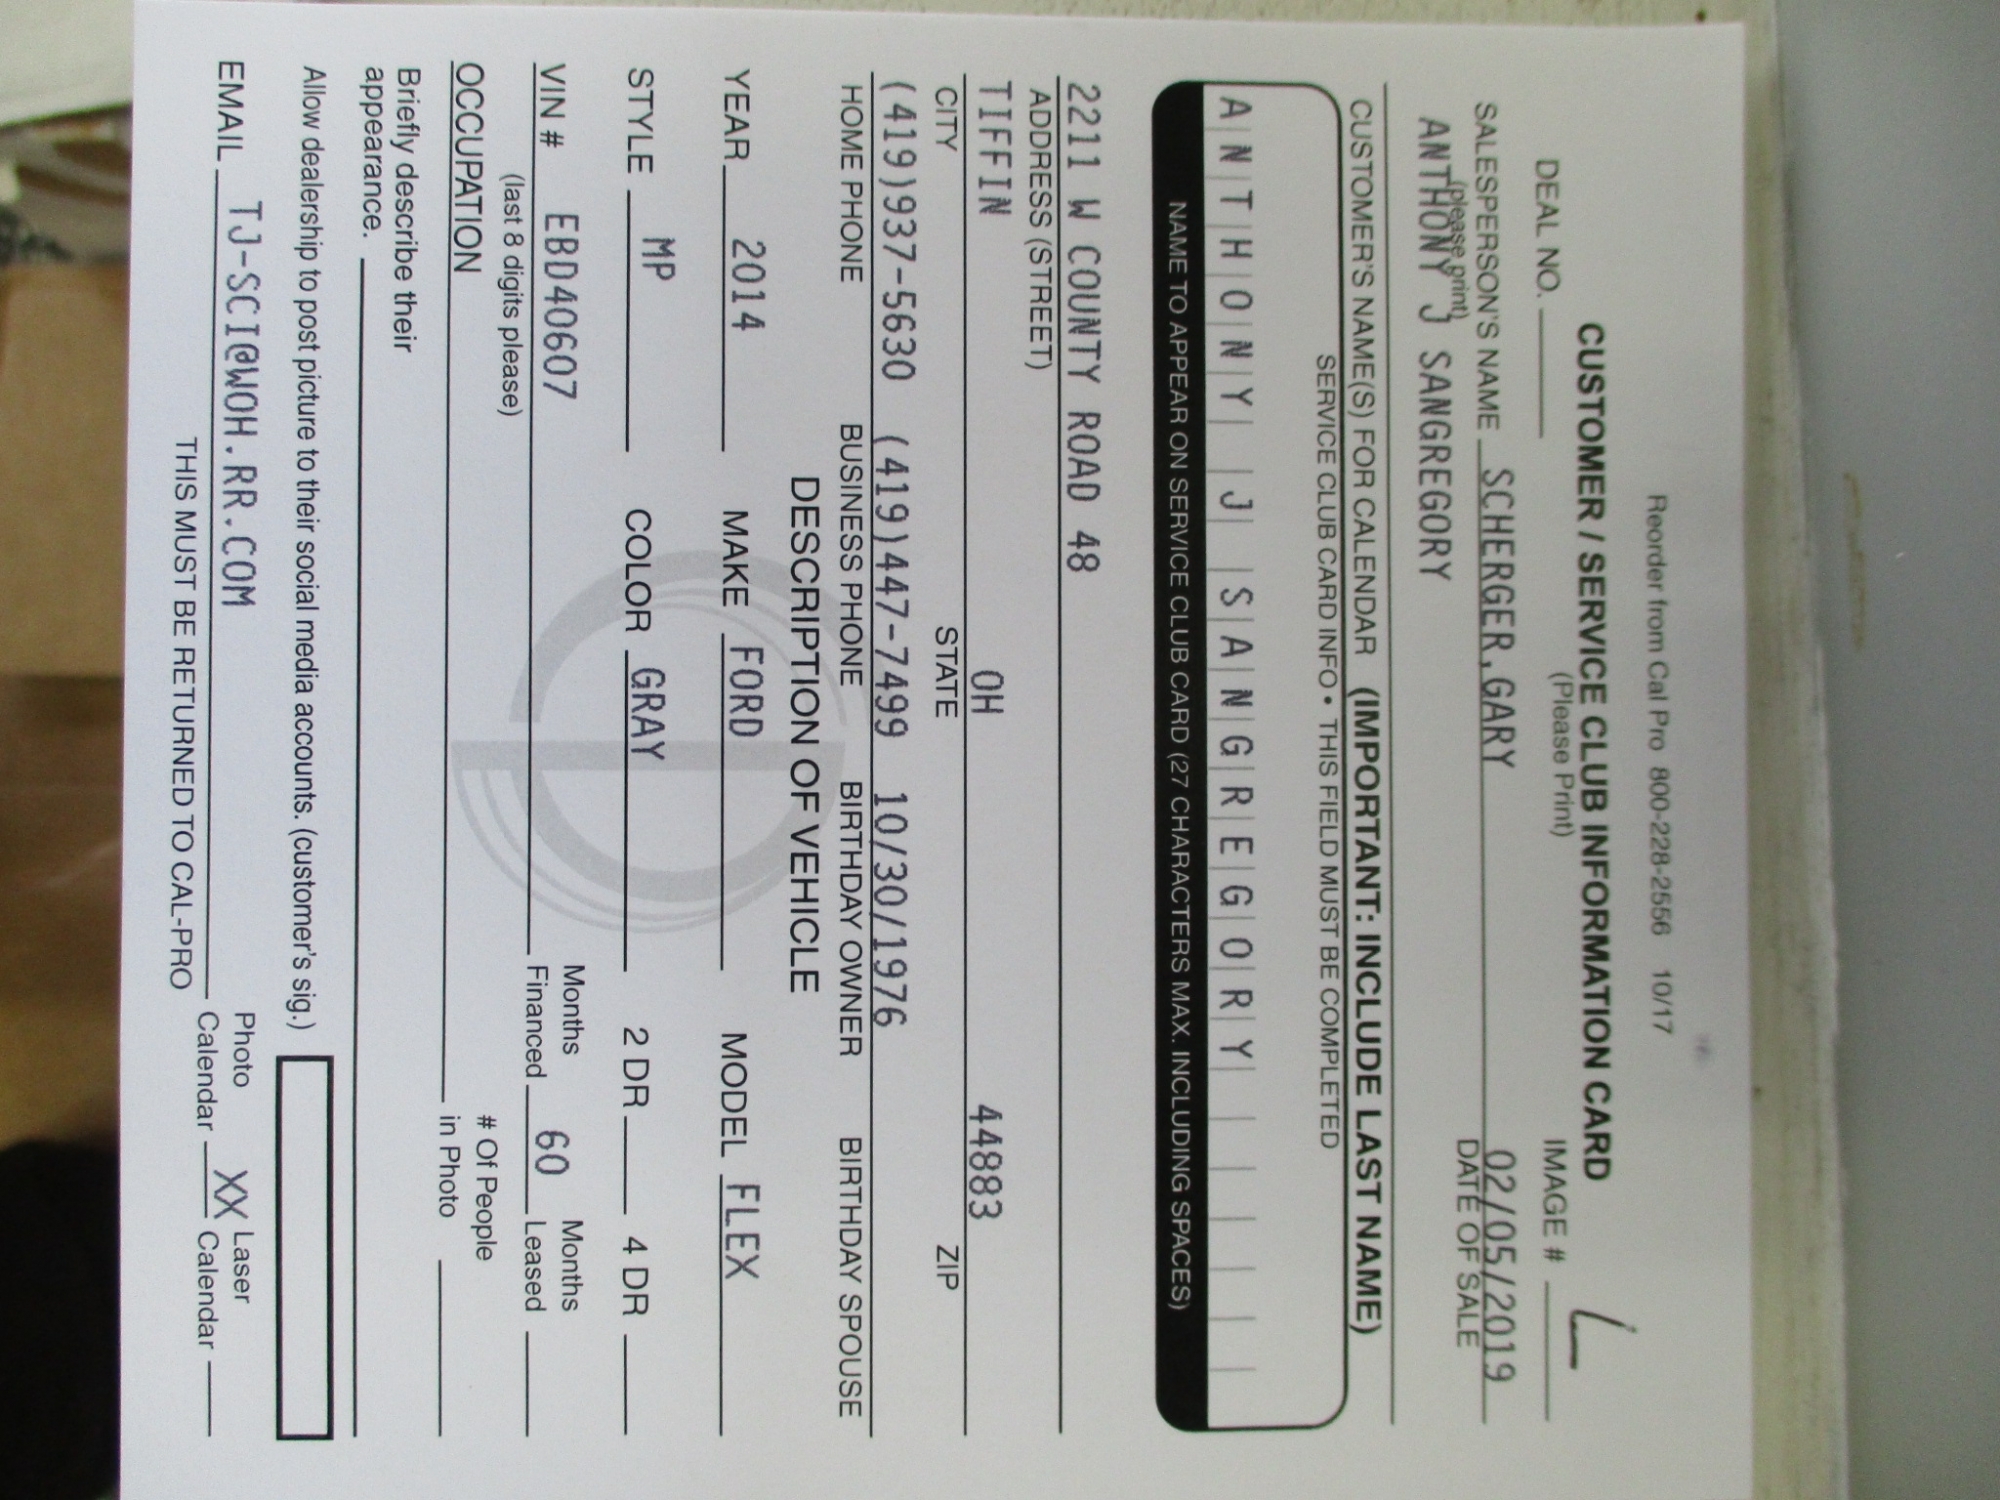 Reorder from Cal Pro 800-228-2556 10/17
CUSTOMER / SERVICE CLUB INFORMATION CARD
(Please Print)
DEAL NO. IMAGE #
SALESPERSON'S NAME SCHERGER,GARY 02/05/2019
(please print) DATE OF SALE
ANTHONY J SANGREGORY
CUSTOMER'S NAME(S) FOR CALENDAR (IMPORTANT: INCLUDE LAST NAME)
SERVICE CLUB CARD INFO • THIS FIELD MUST BE COMPLETED
ANTHONY J SANGREGORY
NAME TO APPEAR ON SERVICE CLUB CARD (27 CHARACTERS MAX. INCLUDING SPACES)
2211 W COUNTY ROAD 48
ADDRESS (STREET)
TIFFIN OH 44883
CITY STATE ZIP
(419)937-5630 (419)447-7499 10/30/1976
HOME PHONE BUSINESS PHONE BIRTHDAY OWNER BIRTHDAY SPOUSE
DESCRIPTION OF VEHICLE
YEAR 2014 MAKE FORD MODEL FLEX
STYLE MP COLOR GRAY 2 DR 4 DR
VIN # EBD40607 Months Financed 60 Months Leased
(last 8 digits please)
OCCUPATION # Of People in Photo
Briefly describe their
appearance.
Allow dealership to post picture to their social media accounts. (customer's sig.)
EMAIL TJ-SCI@WOH.RR.COM Photo Calendar XX Laser Calendar
THIS MUST BE RETURNED TO CAL-PRO